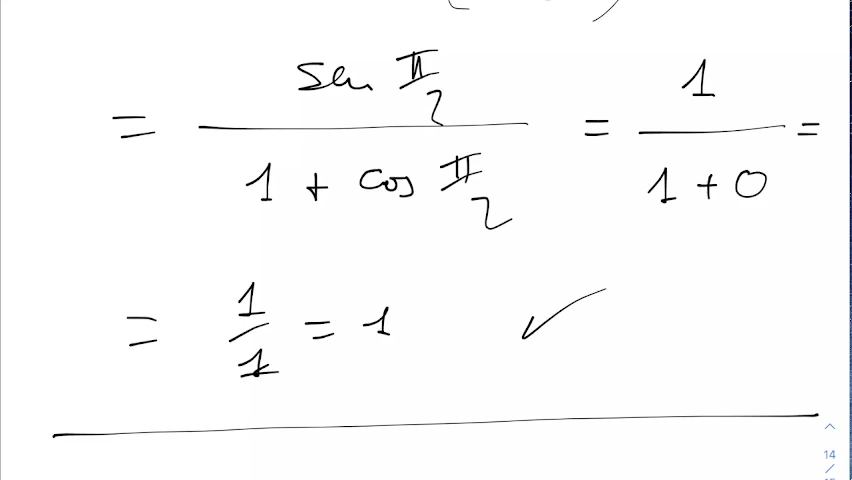 = sen π/2 / 1 + cos π/2 = 1 / 1 + 0 =
= 1/1 = 1 ✓
14
/